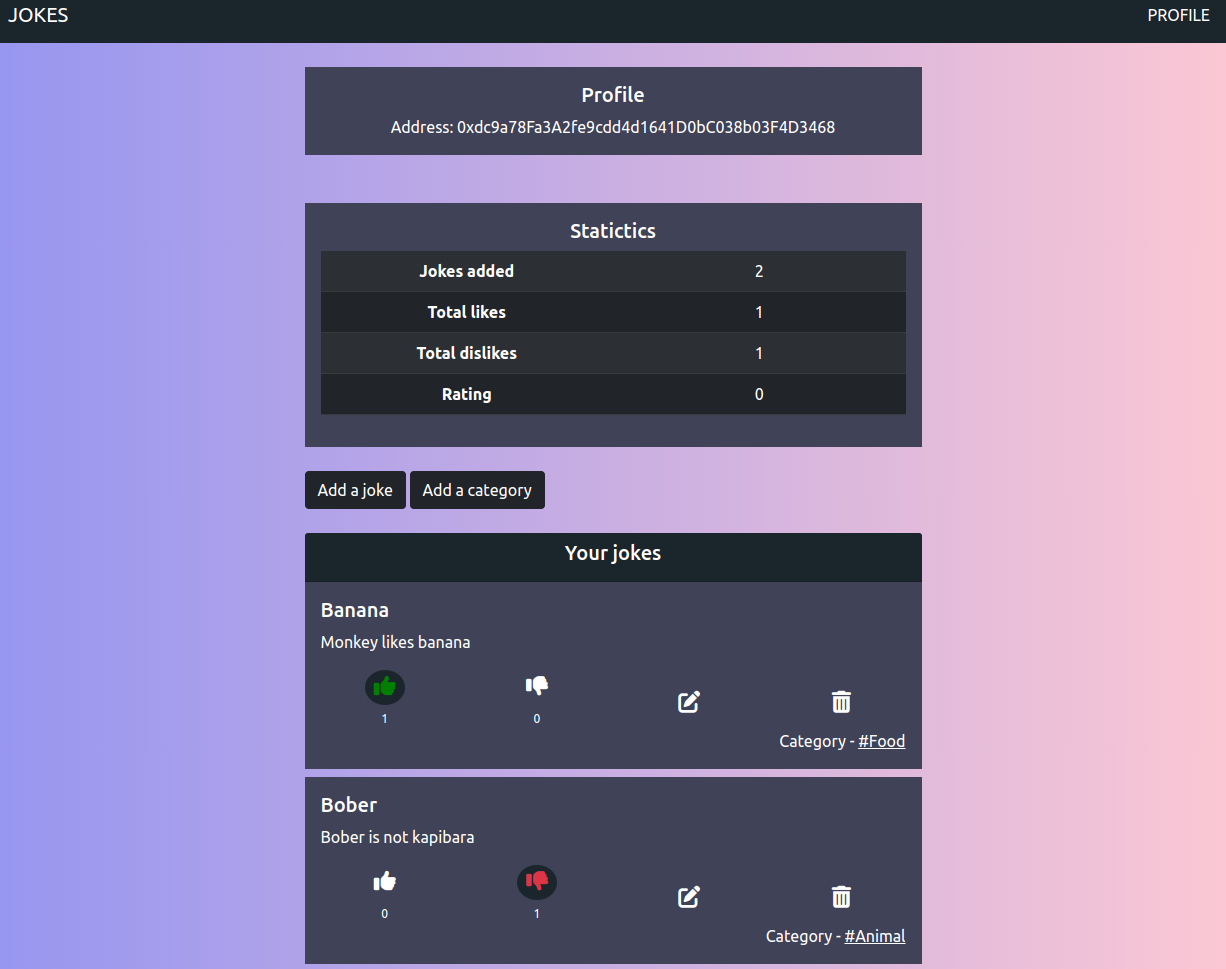 JOKES PROFILE
Profile
Address: 0xdc9a78Fa3A2fe9cdd4d1641D0bC038b03F4D3468
Statictics
Jokes added 2
Total likes 1
Total dislikes 1
Rating 0
Add a joke Add a category
Your jokes
Banana
Monkey likes banana
1 0
Category - #Food
Bober
Bober is not kapibara
0 1
Category - #Animal